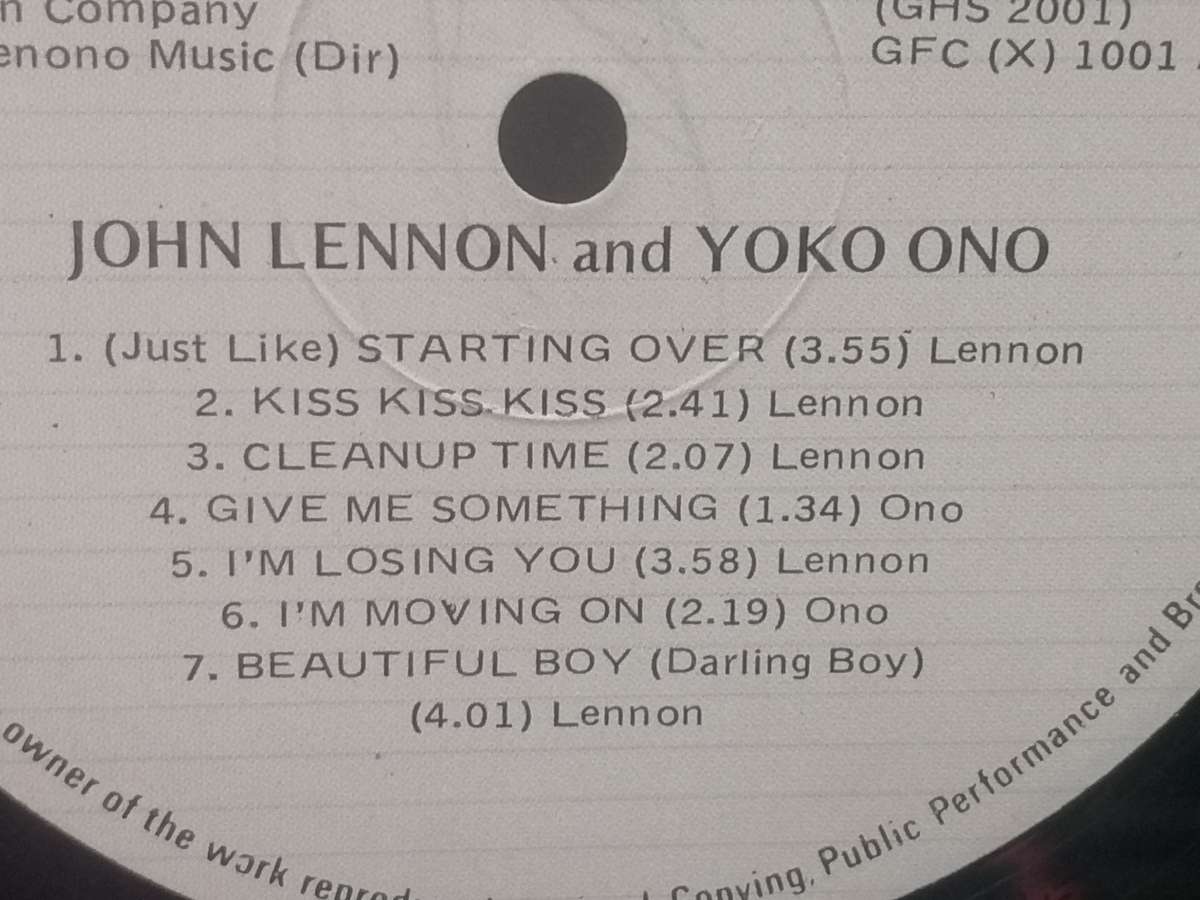 n Company
enono Music (Dir)
(GHS 2001)
GFC (X) 1001
JOHN LENNON and YOKO ONO
1. (Just Like) STARTING OVER (3.55) Lennon
2. KISS KISS KISS (2.41) Lennon
3. CLEANUP TIME (2.07) Lennon
4. GIVE ME SOMETHING (1.34) Ono
5. I'M LOSING YOU (3.58) Lennon
6. I'M MOVING ON (2.19) Ono
7. BEAUTIFUL BOY (Darling Boy)
(4.01) Lennon
owner of the work reprod
Copying, Public Performance and Br